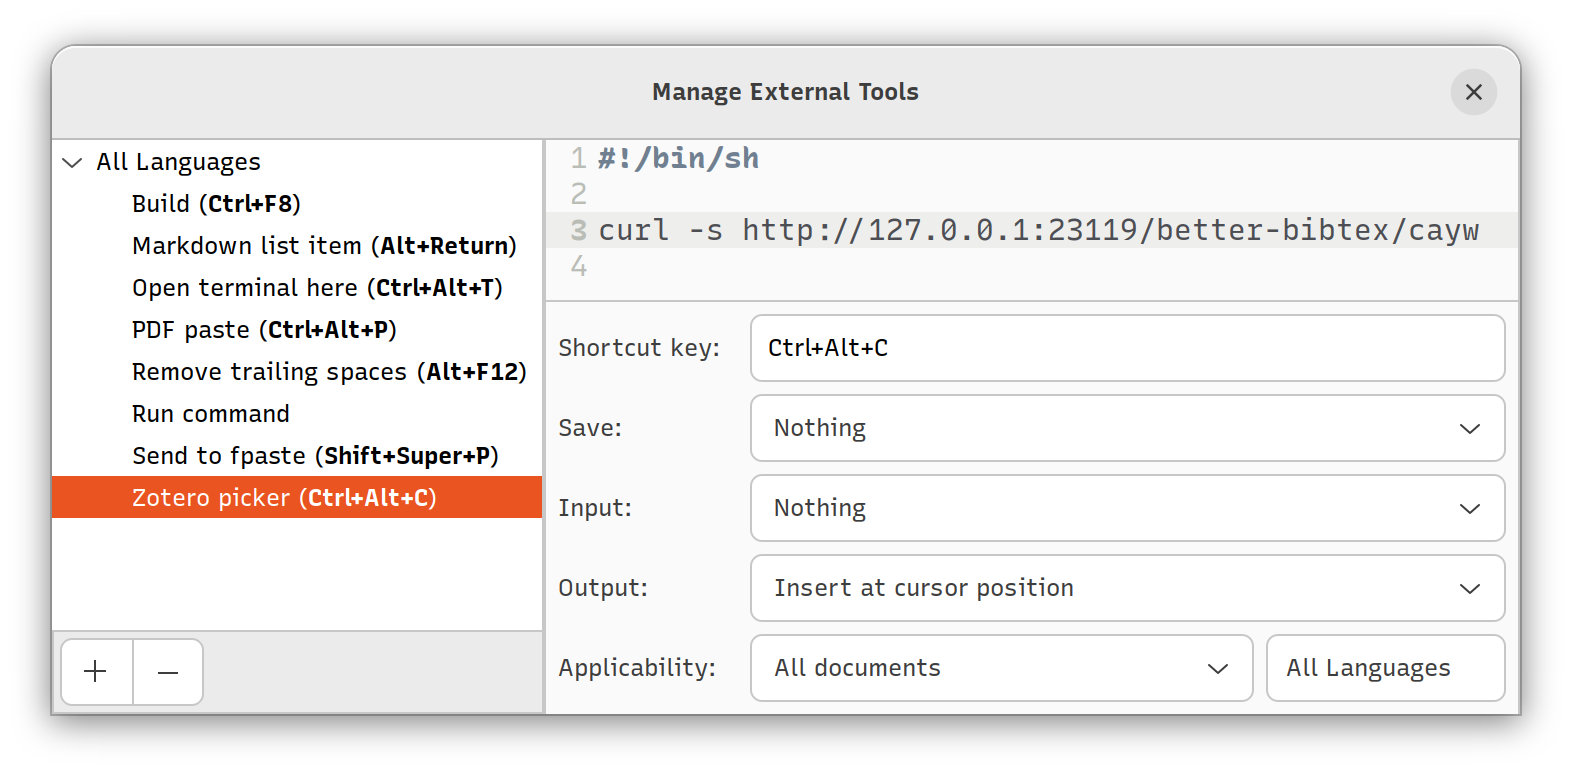 Manage External Tools
All Languages
Build (Ctrl+F8)
Markdown list item (Alt+Return)
Open terminal here (Ctrl+Alt+T)
PDF paste (Ctrl+Alt+P)
Remove trailing spaces (Alt+F12)
Run command
Send to fpaste (Shift+Super+P)
Zotero picker (Ctrl+Alt+C)
1 #!/bin/sh
2
3 curl -s http://127.0.0.1:23119/better-bibtex/cayw
4
Shortcut key: Ctrl+Alt+C
Save: Nothing
Input: Nothing
Output: Insert at cursor position
Applicability: All documents All Languages